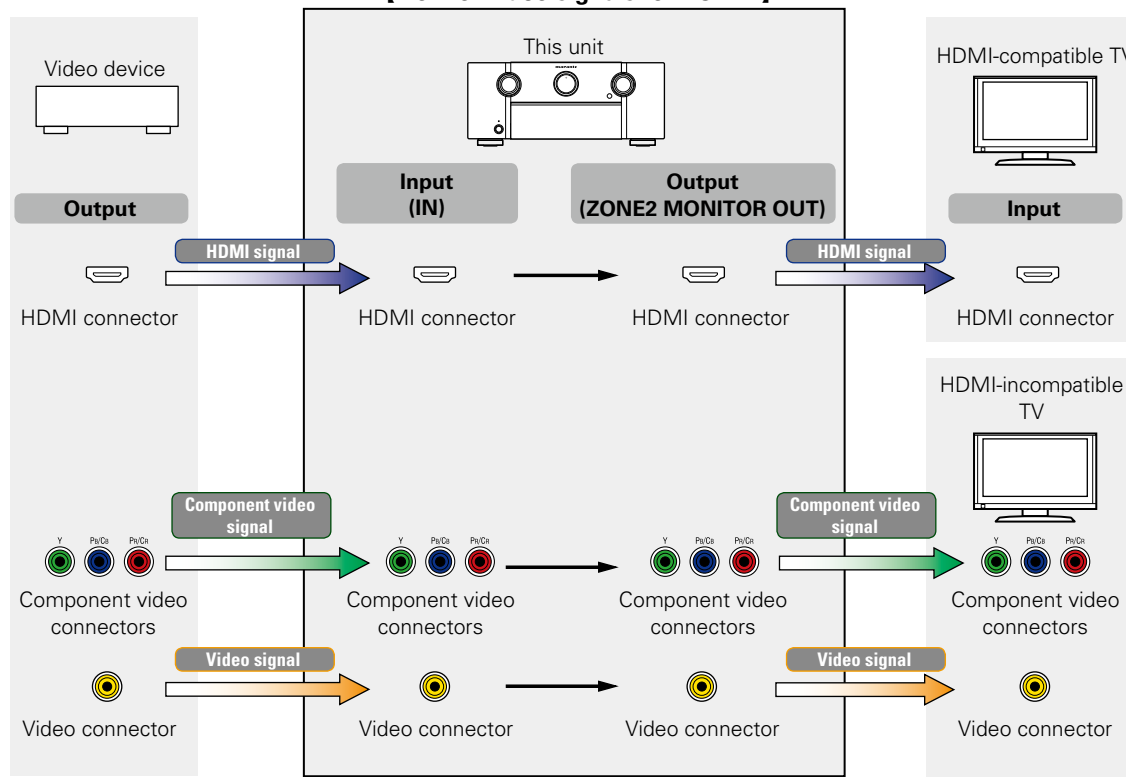 This unit
Video device
HDMI-compatible TV
marantz
Input
(IN)
Output
(ZONE2 MONITOR OUT)
Output
Input
HDMI signal
HDMI signal
HDMI connector
HDMI connector
HDMI connector
HDMI connector
HDMI-incompatible
TV
Component video
signal
Component video
signal
Y PB/CB PR/CR
Y PB/CB PR/CR
Y PB/CB PR/CR
Y PB/CB PR/CR
Component video
connectors
Component video
connectors
Component video
connectors
Component video
connectors
Video signal
Video signal
Video connector
Video connector
Video connector
Video connector